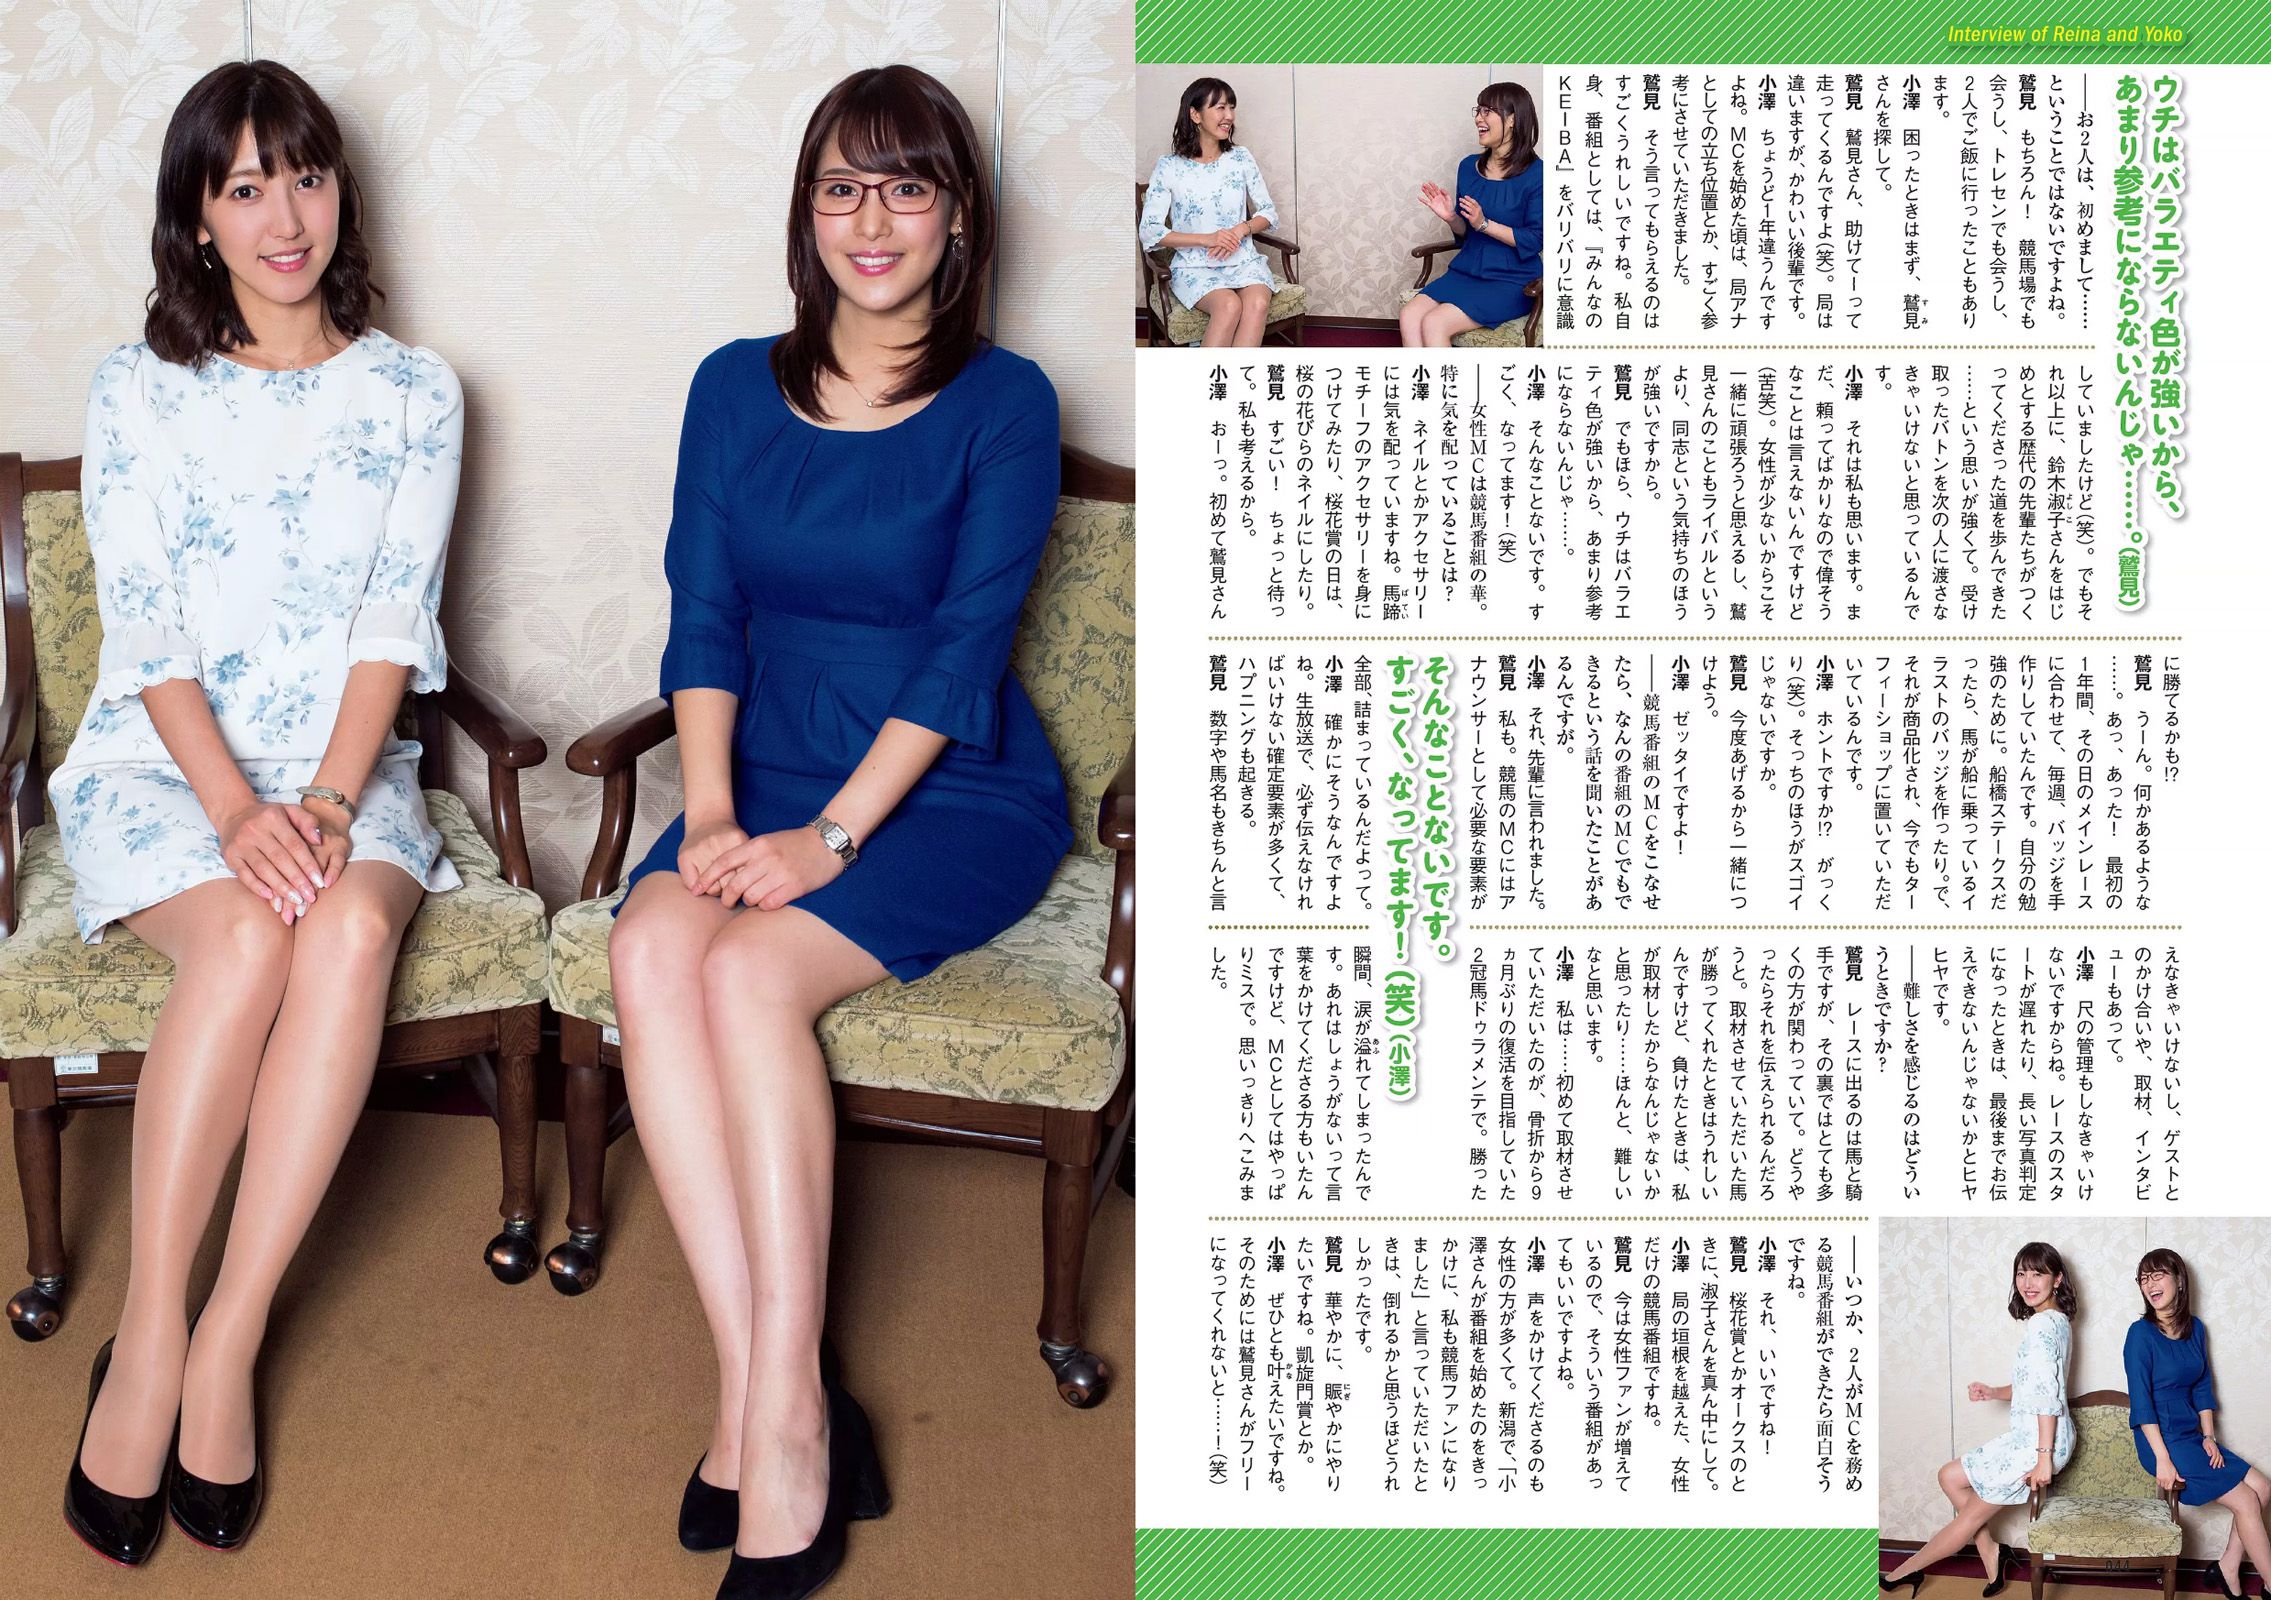 Interview of Reina and Yoko
ウチはバラエティ色が強いから、
あまり参考にならないんじゃ……。(鷲見)
――お2人は、初めまして……
ということではないですよね。
鷲見　もちろん！　競馬場でも
会うし、トレセンでも会うし、
2人でご飯に行ったこともあり
ます。
小澤　困ったときはまず、鷲見
さんを探して。
鷲見　鷲見さん、助けてーって
走ってくるんですよ(笑)。局は
違いますが、かわいい後輩です。
小澤　ちょうど1年違うんです
よね。MCを始めた頃は、局アナ
としての立ち位置とか、すごく参
考にさせていただきました。
鷲見　そう言ってもらえるのは
すごくうれしいですね。私自
身、番組としては、『みんなの
KEIBA』をバリバリに意識
していましたけど(笑)。でもそ
れ以上に、鈴木淑子さんをはじ
めとする歴代の先輩たちがつく
ってくださった道を歩んできた
……という思いが強くて。受け
取ったバトンを次の人に渡さな
きゃいけないと思っているんで
す。
小澤　それは私も思います。ま
だ、頼ってばかりなので偉そう
なことは言えないんですけど
(苦笑)。女性が少ないからこそ
一緒に頑張ろうと思えるし、鷲
見さんのこともライバルという
より、同志という気持ちのほう
が強いですから。
鷲見　でもほら、ウチはバラエ
ティ色が強いから、あまり参考
にならないんじゃ……。
小澤　そんなことないです。す
ごく、なってます！(笑)
――女性MCは競馬番組の華。
特に気を配っていることは？
小澤　ネイルとかアクセサリー
には気を配っていますね。馬蹄
モチーフのアクセサリーを身に
つけてみたり、桜花賞の日は、
桜の花びらのネイルにしたり。
鷲見　すごい！　ちょっと待っ
て。私も考えるから。
小澤　おーっ。初めて鷲見さん
に勝てるかも!?
鷲見　うーん。何かあるような
……。あっ、あった！　最初の
1年間、その日のメインレース
に合わせて、毎週、バッジを手
作りしていたんです。自分の勉
強のために。船橋ステークスだ
ったら、馬が船に乗っているイ
ラストのバッジを作ったり。で、
それが商品化され、今でもター
フィーショップに置いていただ
いているんです。
小澤　ホントですか!?　がっく
り(笑)。そっちのほうがスゴイ
じゃないですか。
鷲見　今度あげるから一緒につ
けよう。
小澤　ゼッタイですよ！
――競馬番組のMCをこなせ
たら、なんの番組のMCでもで
きるという話を聞いたことがあ
るんですが。
小澤　それ、先輩に言われました。
鷲見　私も。競馬のMCにはア
ナウンサーとして必要な要素が
そんなことないです。
すごく、なってます！(笑)(小澤)
全部、詰まっているんだよって。
小澤　確かにそうなんですよ
ね。生放送で、必ず伝えなけれ
ばいけない確定要素が多くて、
ハプニングも起きる。
鷲見　数字や馬名もきちんと言
えなきゃいけないし、ゲストと
のかけ合いや、取材、インタビ
ューもあって。
小澤　尺の管理もしなきゃいけ
ないですからね。レースのスタ
ートが遅れたり、長い写真判定
になったときは、最後までお伝
えできないんじゃないかとヒヤ
ヒヤです。
――難しさを感じるのはどうい
うときですか？
鷲見　レースに出るのは馬と騎
手ですが、その裏ではとても多
くの方が関わっていて。どうや
ったらそれを伝えられるんだろ
うと。取材させていただいた馬
が勝ってくれたときはうれしい
んですけど、負けたときは、私
が取材したからなんじゃないか
と思ったり……ほんと、難しい
なと思います。
小澤　私は……初めて取材させ
ていただいたのが、骨折から9
ヵ月ぶりの復活を目指していた
2冠馬ドゥラメンテで。勝った
瞬間、涙が溢れてしまったんで
す。あれはしょうがないって言
葉をかけてくださる方もいたん
ですけど、MCとしてはやっぱ
りミスで。思いっきりへこみま
した。
――いつか、2人がMCを務め
る競馬番組ができたら面白そう
ですね。
小澤　それ、いいですね！
鷲見　桜花賞とかオークスのと
きに、淑子さんを真ん中にして。
小澤　局の垣根を越えた、女性
だけの競馬番組ですね。
鷲見　今は女性ファンが増えて
いるので、そういう番組があっ
てもいいですよね。
小澤　声をかけてくださるのも
女性の方が多くて。新潟で、「小
澤さんが番組を始めたのをきっ
かけに、私も競馬ファンになり
ました」と言っていただいたと
きは、倒れるかと思うほどうれ
しかったです。
鷲見　華やかに、賑やかにやり
たいですね。凱旋門賞とか。
小澤　ぜひとも叶えたいですね。
そのためには鷲見さんがフリー
になってくれないと……！(笑)
044